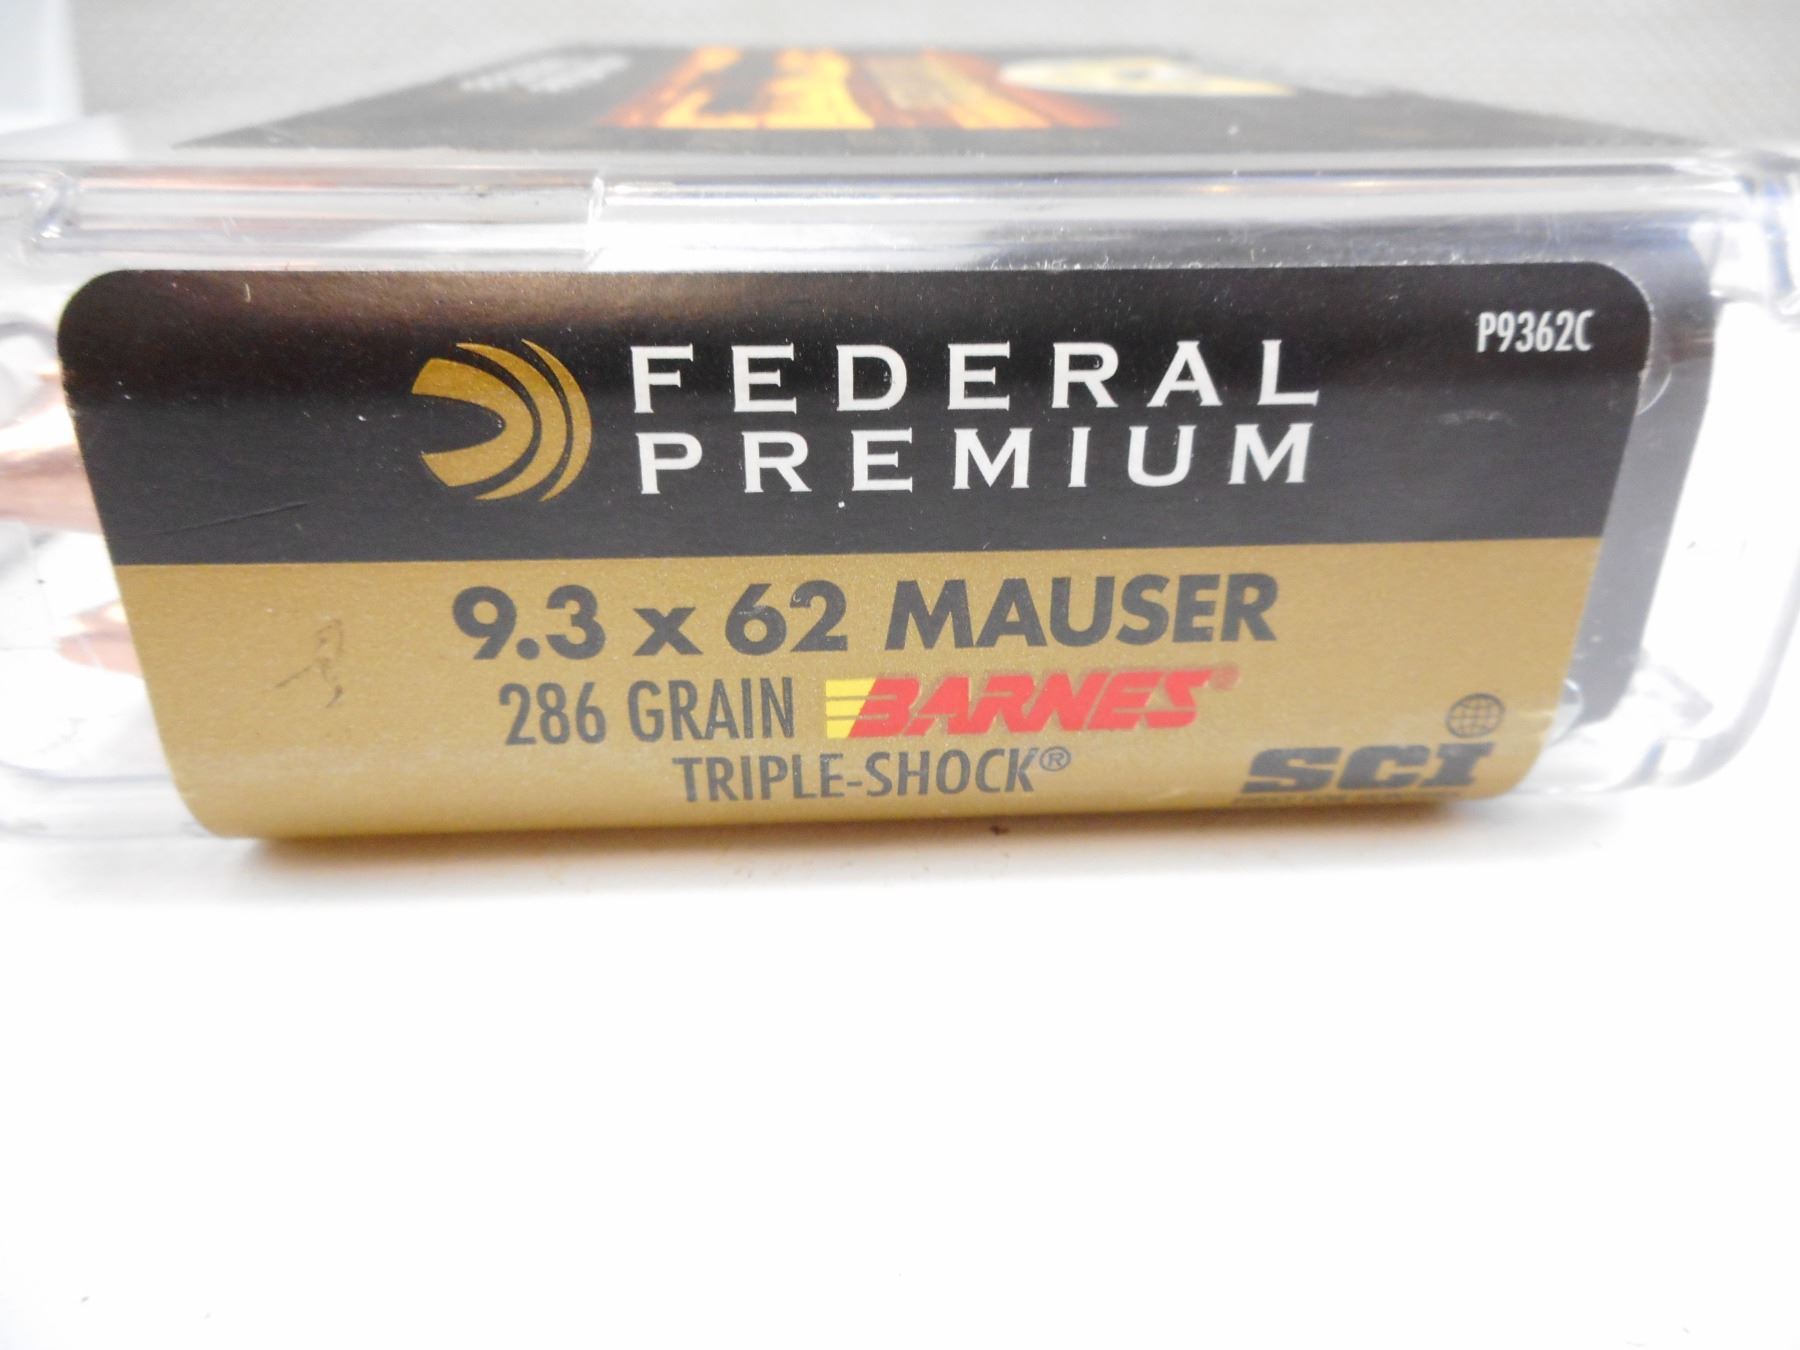 P9362C
FEDERAL
PREMIUM
9.3 x 62 MAUSER
286 GRAIN BARNES®
TRIPLE-SHOCK®
SCI